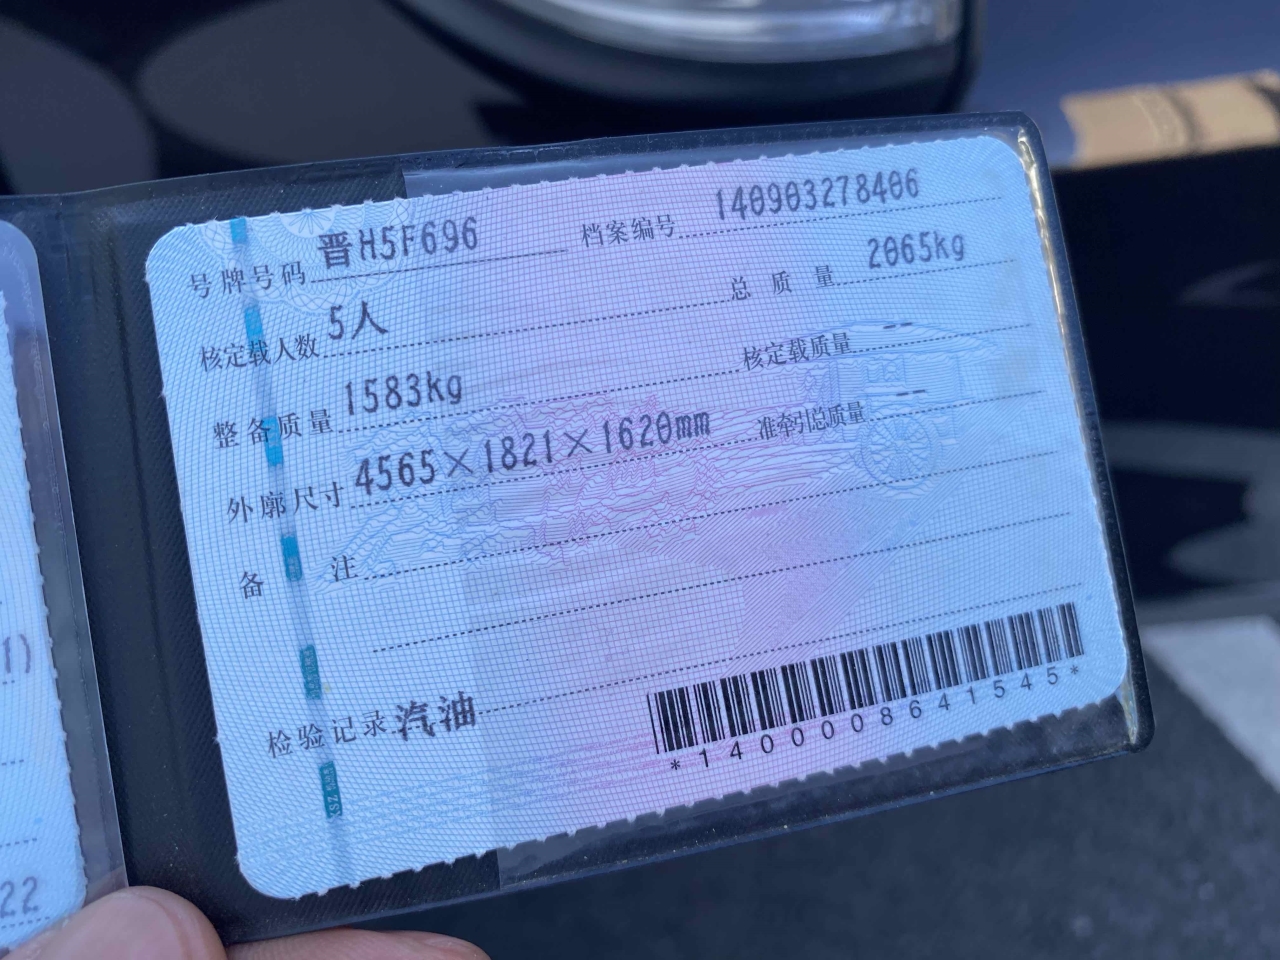 号牌号码 晋H5F696 档案编号 140903278406
核定载人数 5人 总质量 2065kg
整备质量 1583kg 核定载质量 --
外廓尺寸 4565×1821×1620mm 准牵引总质量 --
备注
检验记录 汽油
*1400008641545*
1)
22